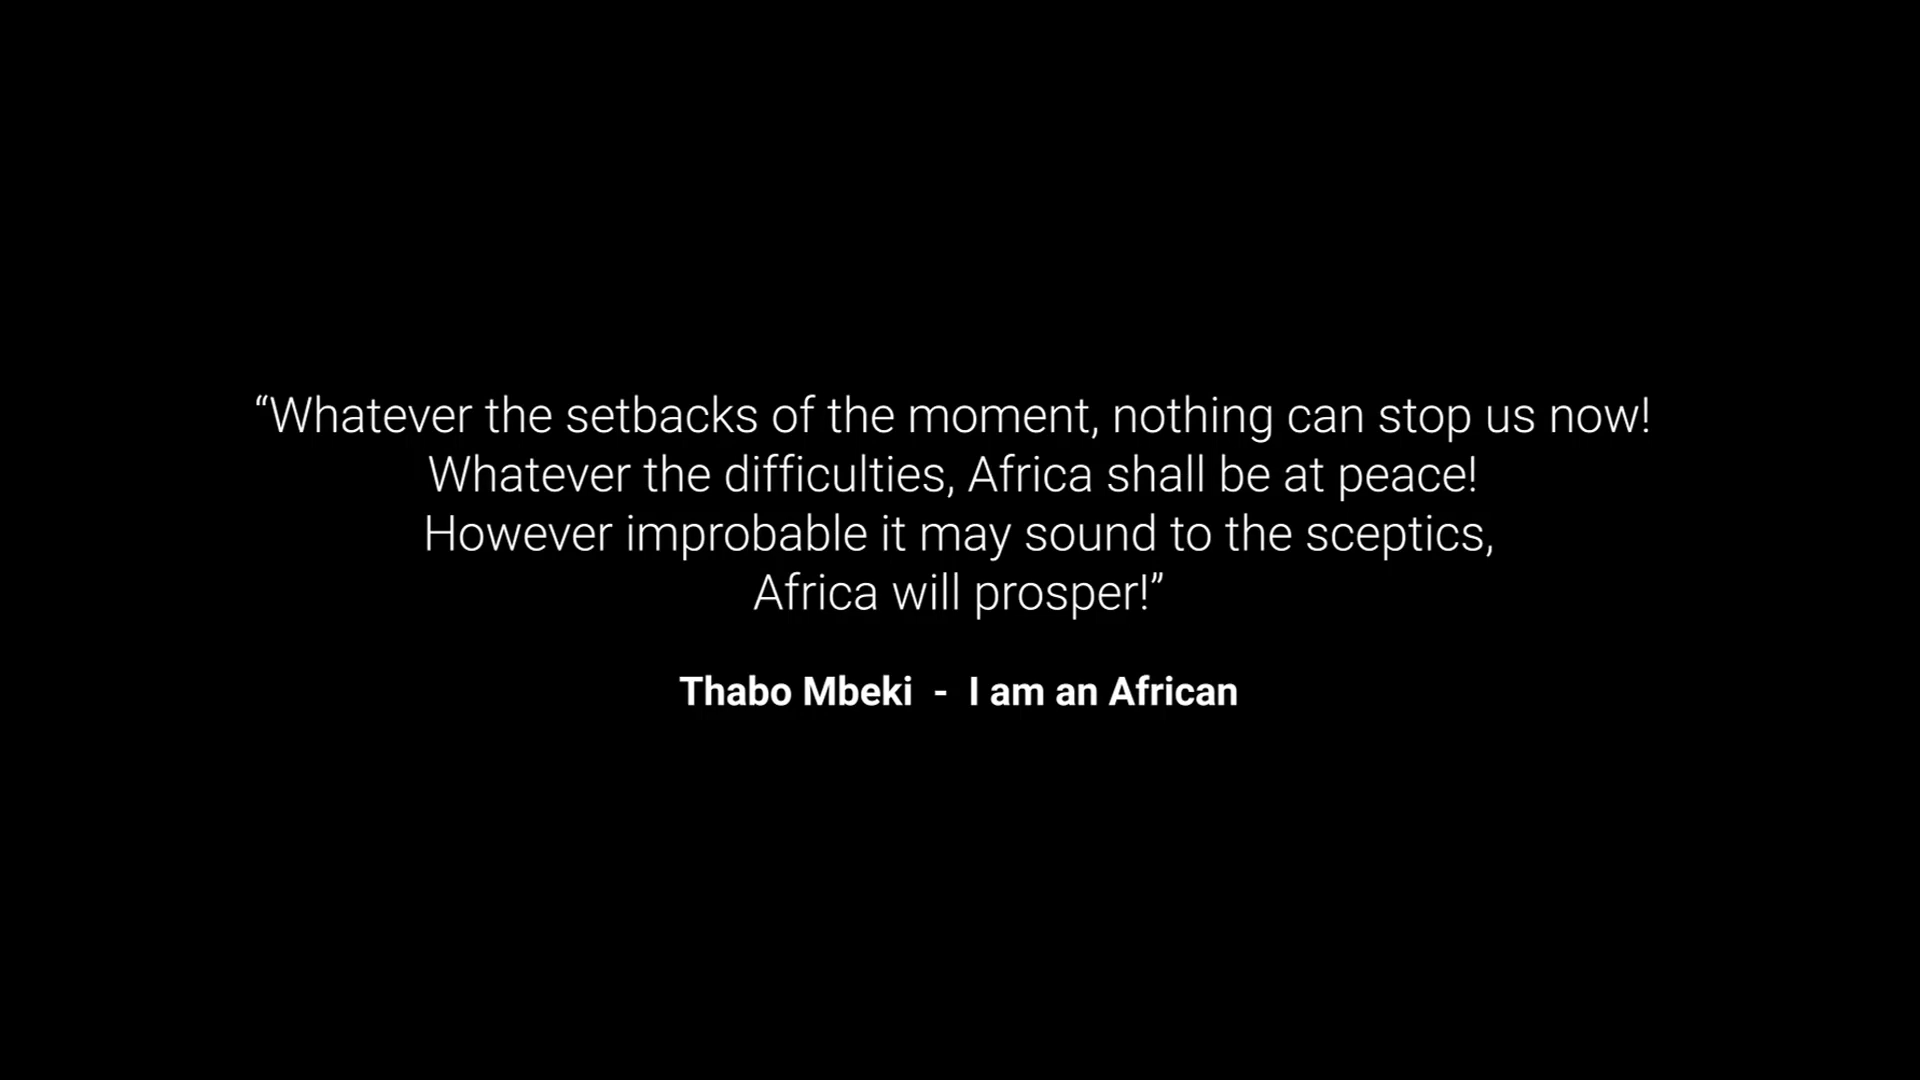 “Whatever the setbacks of the moment, nothing can stop us now!
Whatever the difficulties, Africa shall be at peace!
However improbable it may sound to the sceptics,
Africa will prosper!”
Thabo Mbeki - I am an African